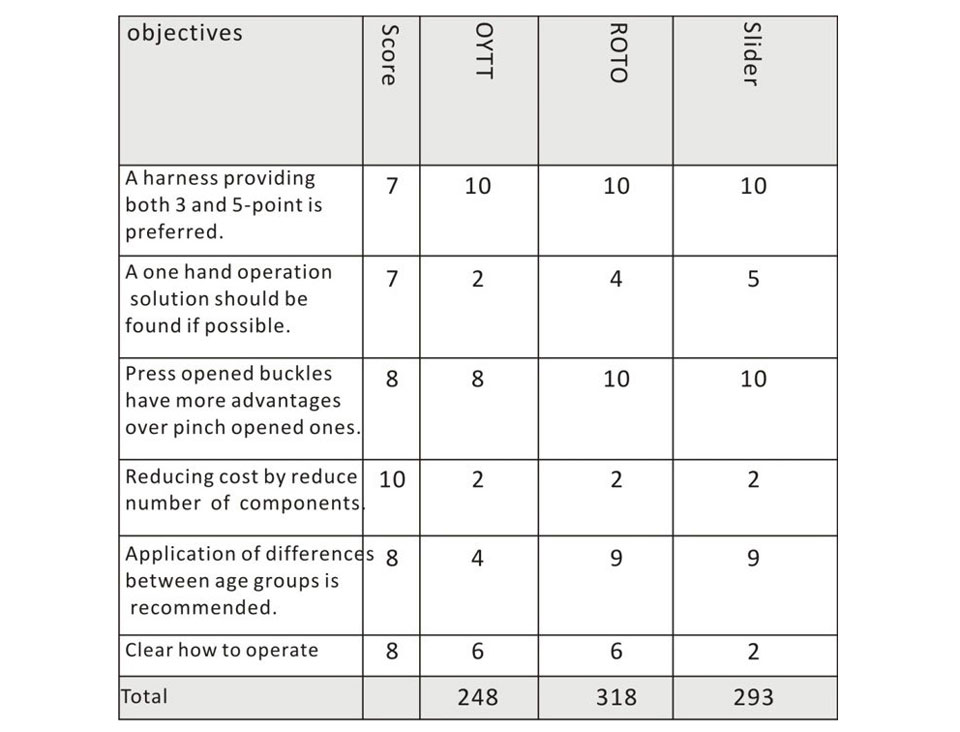 objectives Score OYTT ROTO Slider
A harness providing
both 3 and 5-point is
preferred.
7 10 10 10
A one hand operation
solution should be
found if possible.
7 2 4 5
Press opened buckles
have more advantages
over pinch opened ones.
8 8 10 10
Reducing cost by reduce
number of components.
10 2 2 2
Application of differences
between age groups is
recommended.
8 4 9 9
Clear how to operate 8 6 6 2
Total 248 318 293